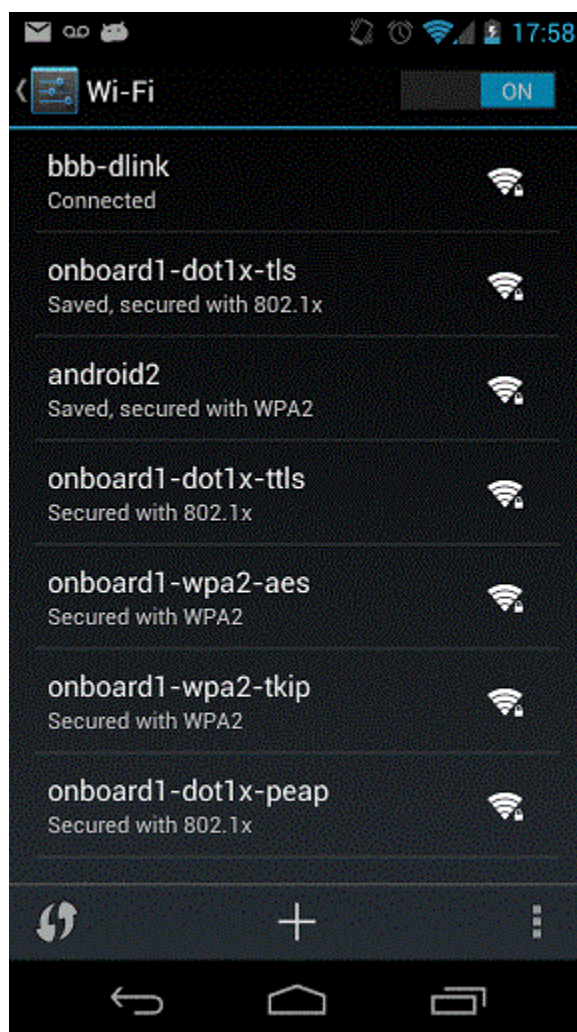 17:58
Wi-Fi
ON
bbb-dlink
Connected
onboard1-dot1x-tls
Saved, secured with 802.1x
android2
Saved, secured with WPA2
onboard1-dot1x-ttls
Secured with 802.1x
onboard1-wpa2-aes
Secured with WPA2
onboard1-wpa2-tkip
Secured with WPA2
onboard1-dot1x-peap
Secured with 802.1x